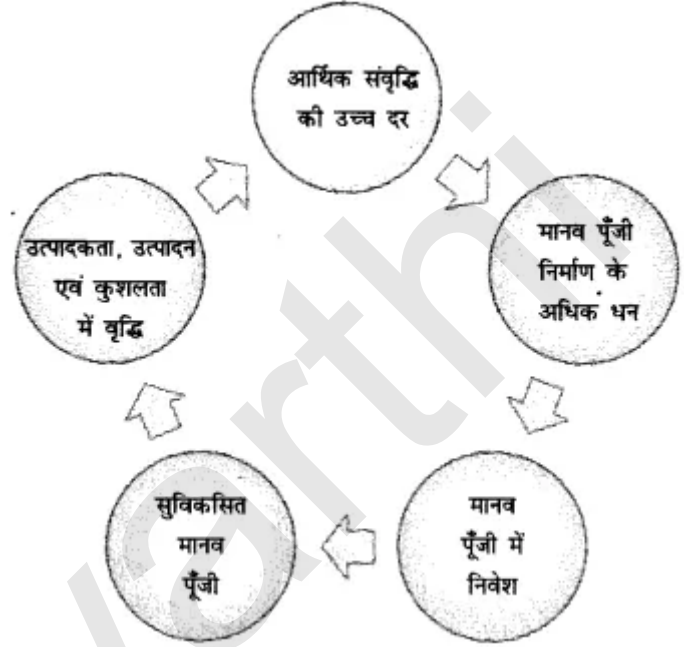 आर्थिक संवृद्धि
की उच्च दर
मानव पूँजी
निर्माण के
अधिक धन
मानव
पूँजी में
निवेश
सुविकसित
मानव
पूँजी
उत्पादकता, उत्पादन
एवं कुशलता
में वृद्धि